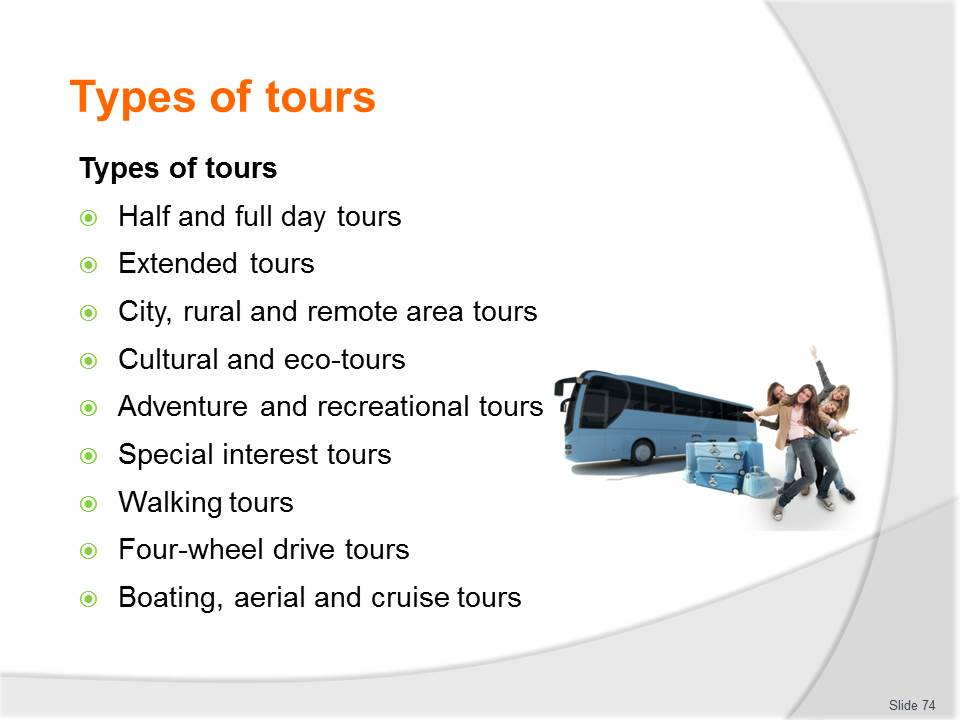 Types of tours
Types of tours
Half and full day tours
Extended tours
City, rural and remote area tours
Cultural and eco-tours
Adventure and recreational tours
Special interest tours
Walking tours
Four-wheel drive tours
Boating, aerial and cruise tours
Slide 74